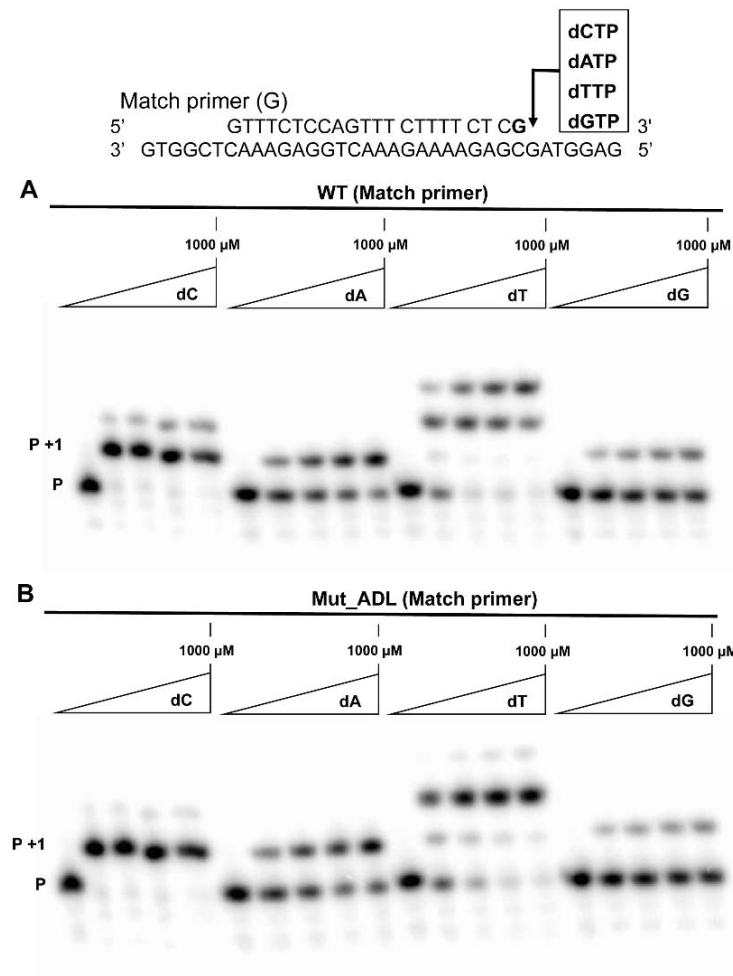 dCTP
dATP
dTTP
dGTP
Match primer (G)
5' GTTTCTCCAGTTT CTTTT CT CG 3'
3' GTGGCTCAAAGAGGTCAAAGAAAAGAGCGATGGAG 5'
A
WT (Match primer)
1000 µM 1000 µM 1000 µM 1000 µM
dC dA dT dG
P +1
P
B
Mut_ADL (Match primer)
1000 µM 1000 µM 1000 µM 1000 µM
dC dA dT dG
P +1
P